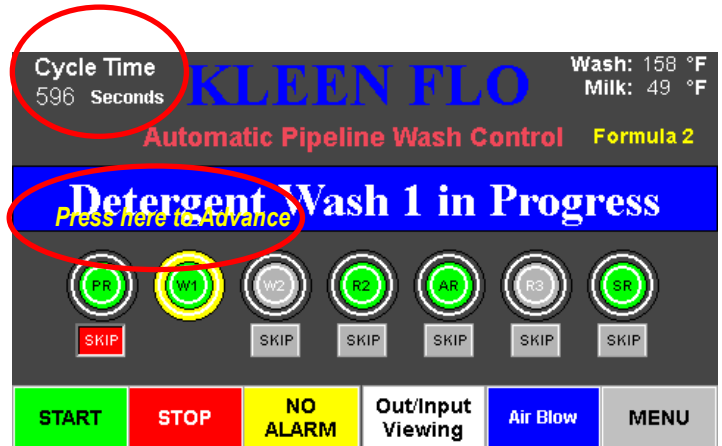 Cycle Time
596 Seconds
KLEEN FLO
Wash: 158 °F
Milk: 49 °F
Automatic Pipeline Wash Control
Formula 2
Detergent Wash 1 in Progress
Press here to Advance
PR W1 W2 R2 AR R3 SR
SKIP SKIP SKIP SKIP SKIP SKIP
START STOP NO ALARM Out/Input Viewing Air Blow MENU